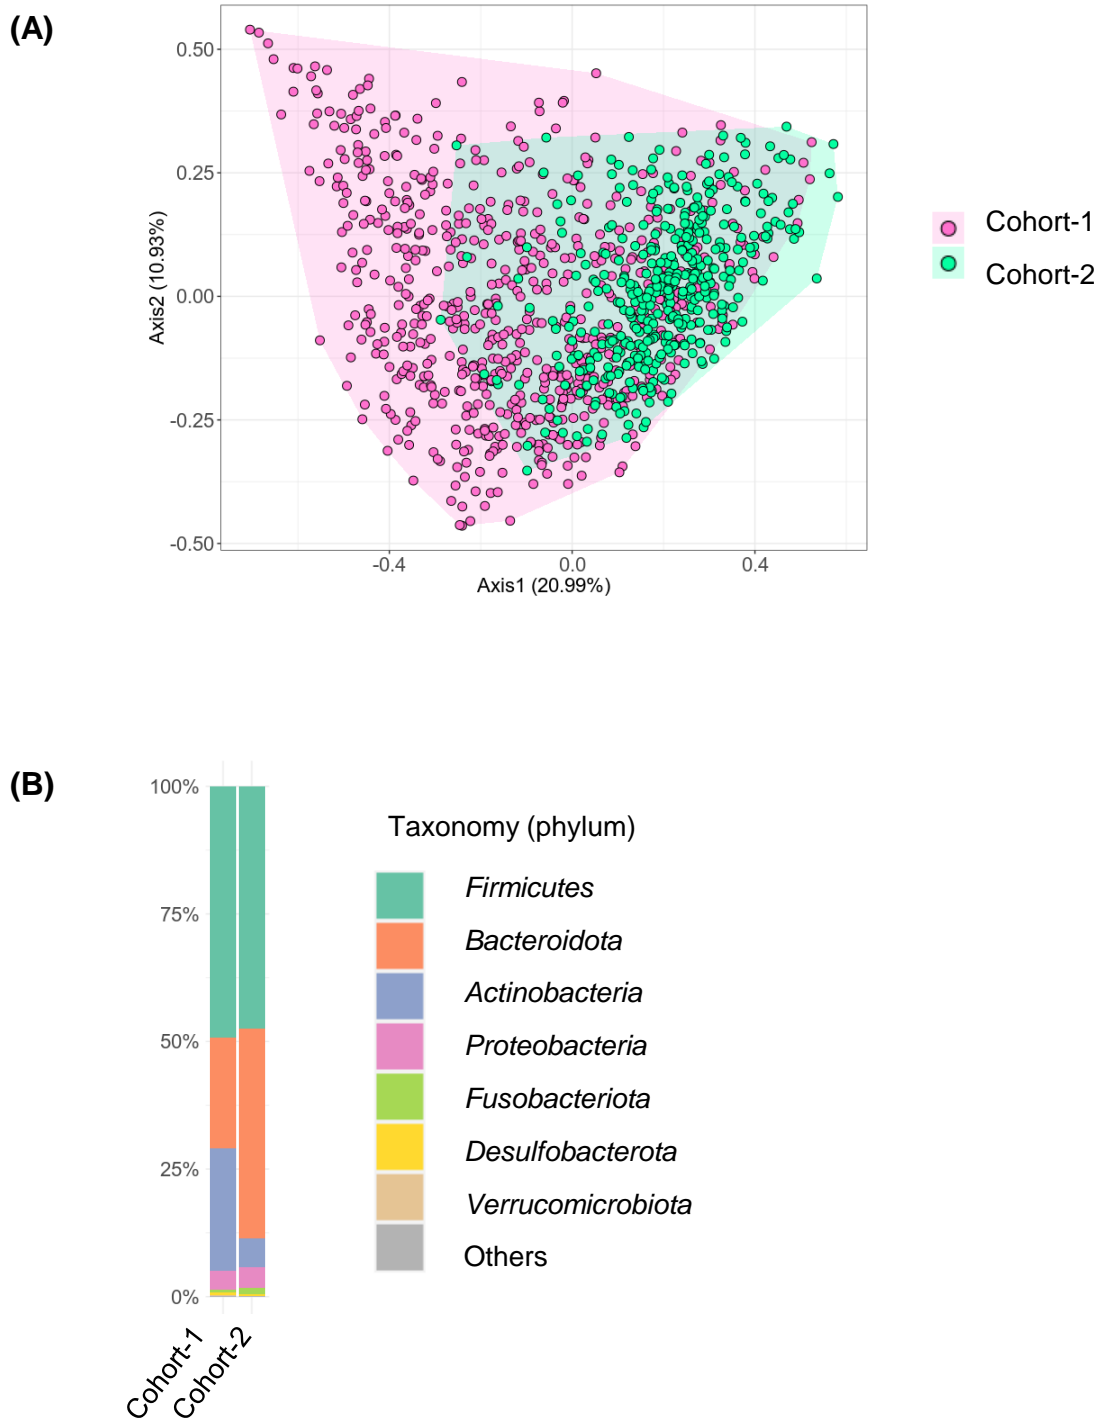 (A)
0.50
0.25
0.00
-0.25
-0.50
Axis2 (10.93%)
-0.4
0.0
0.4
Axis1 (20.99%)
Cohort-1
Cohort-2
(B)
100%
75%
50%
25%
0%
Cohort-1
Cohort-2
Taxonomy (phylum)
Firmicutes
Bacteroidota
Actinobacteria
Proteobacteria
Fusobacteriota
Desulfobacterota
Verrucomicrobiota
Others